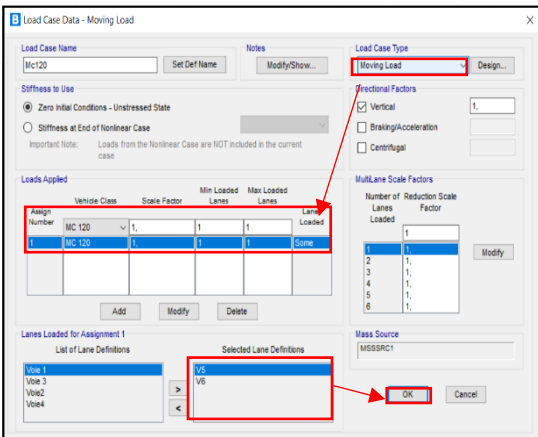 B Load Case Data - Moving Load
Load Case Name
Mc120
Set Def Name
Notes
Modify/Show...
Load Case Type
Moving Load
Design...
Stiffness to Use
Zero Initial Conditions - Unstressed State
Stiffness at End of Nonlinear Case
Important Note: Loads from the Nonlinear Case are NOT included in the current
case
Directional Factors
Vertical 1,
Braking/Acceleration
Centrifugal
Loads Applied
Min Loaded Max Loaded
Vehicle Class Scale Factor Lanes Lanes
Assign
Number
Lanes
Loaded
MC 120 1, 1 1
1 MC 120 1, 1 1 Some
Add
Modify
Delete
MultiLane Scale Factors
Number of Reduction Scale
Lanes Factor
Loaded
1
1 1,
2 1,
3 1,
4 1,
5 1,
6 1,
Modify
Lanes Loaded for Assignment 1
List of Lane Definitions
Voie 1
Voie 3
Voie2
Voie4
>
<
Selected Lane Definitions
V5
V6
Mass Source
MSSSRC1
OK
Cancel